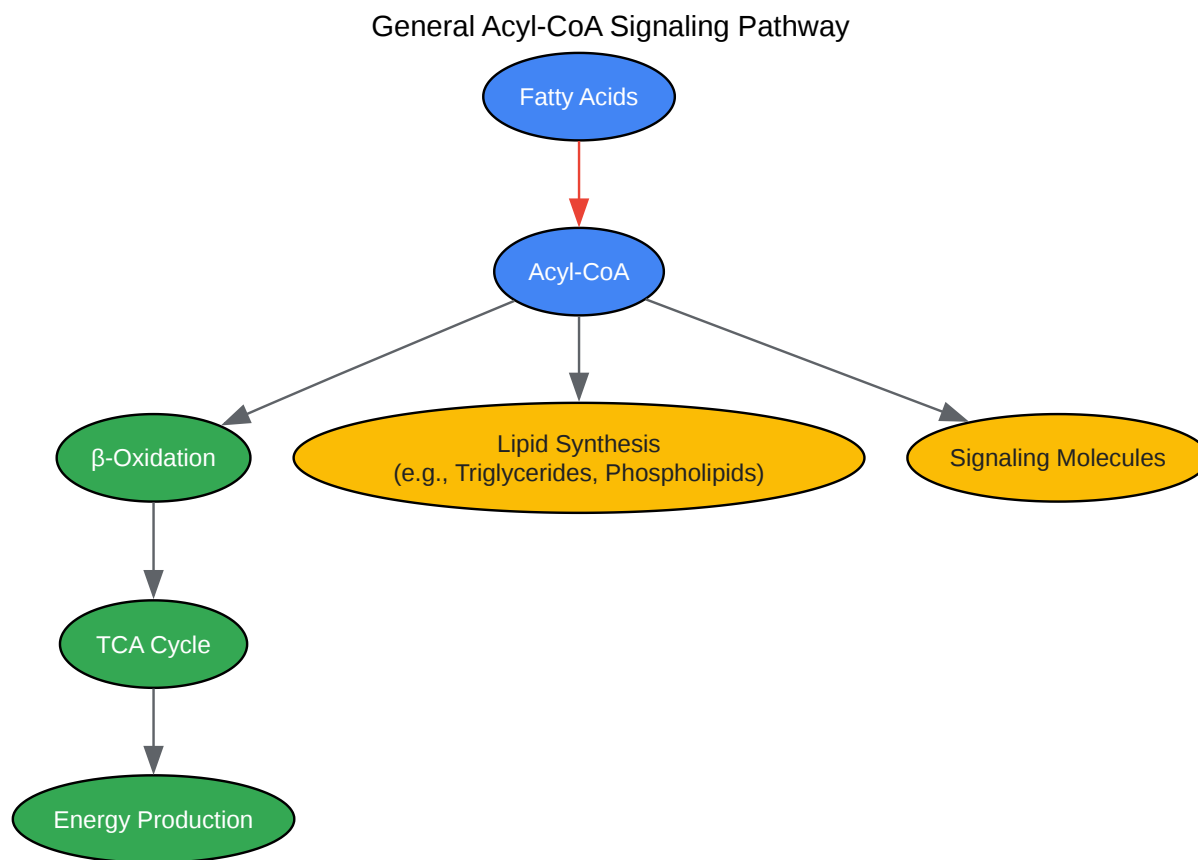 General Acyl-CoA Signaling Pathway
Fatty Acids
Acyl-CoA
β-Oxidation
Lipid Synthesis
(e.g., Triglycerides, Phospholipids)
Signaling Molecules
TCA Cycle
Energy Production